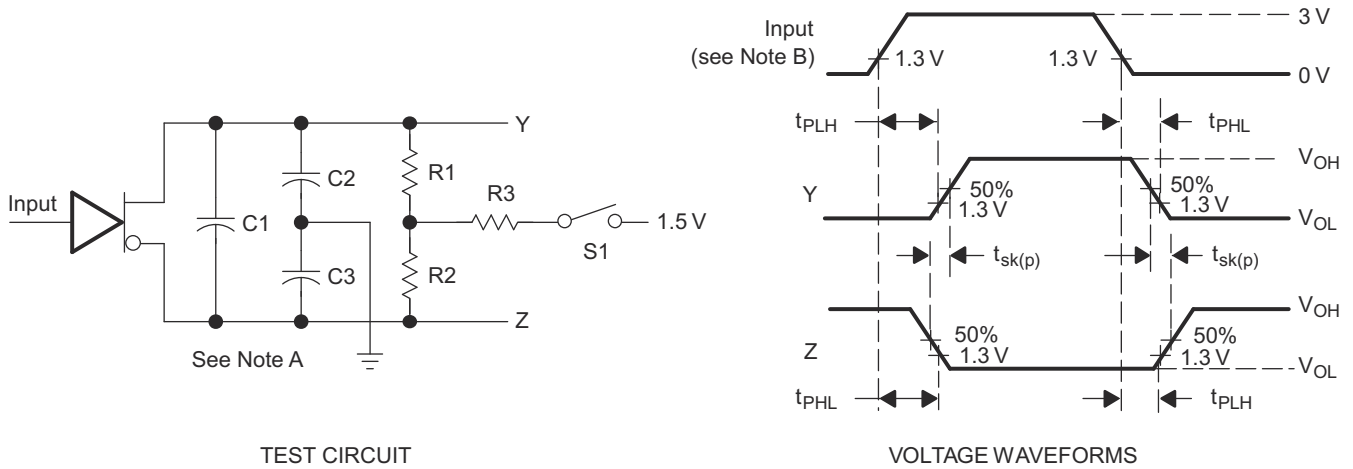 Input
Y
Z
C1
C2
C3
R1
R2
R3
S1
1.5 V
See Note A
TEST CIRCUIT
Input
(see Note B)
1.3 V
1.3 V
3 V
0 V
tPLH
tPHL
Y
50%
1.3 V
50%
1.3 V
VOH
VOL
tsk(p)
tsk(p)
Z
50%
1.3 V
50%
1.3 V
VOH
VOL
tPHL
tPLH
VOLTAGE WAVEFORMS